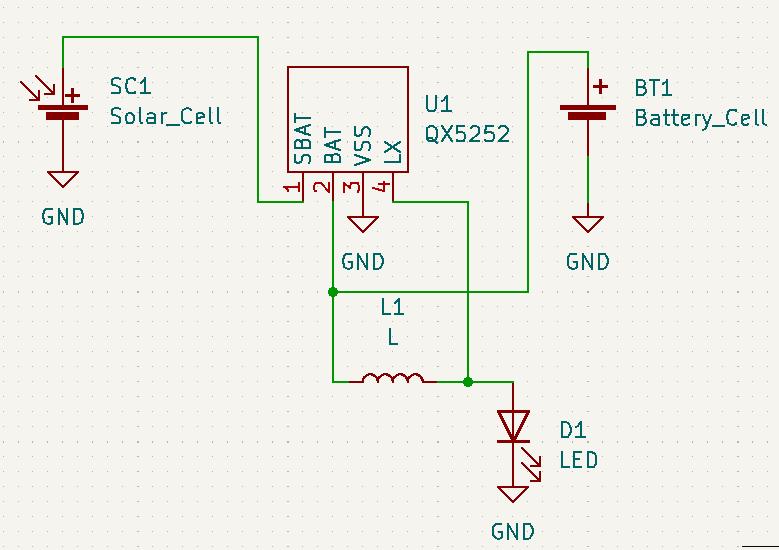 SC1
Solar_Cell
+
GND
SBAT
BAT
VSS
LX
1
2
3
4
U1
QX5252
GND
+
BT1
Battery_Cell
GND
L1
L
D1
LED
GND